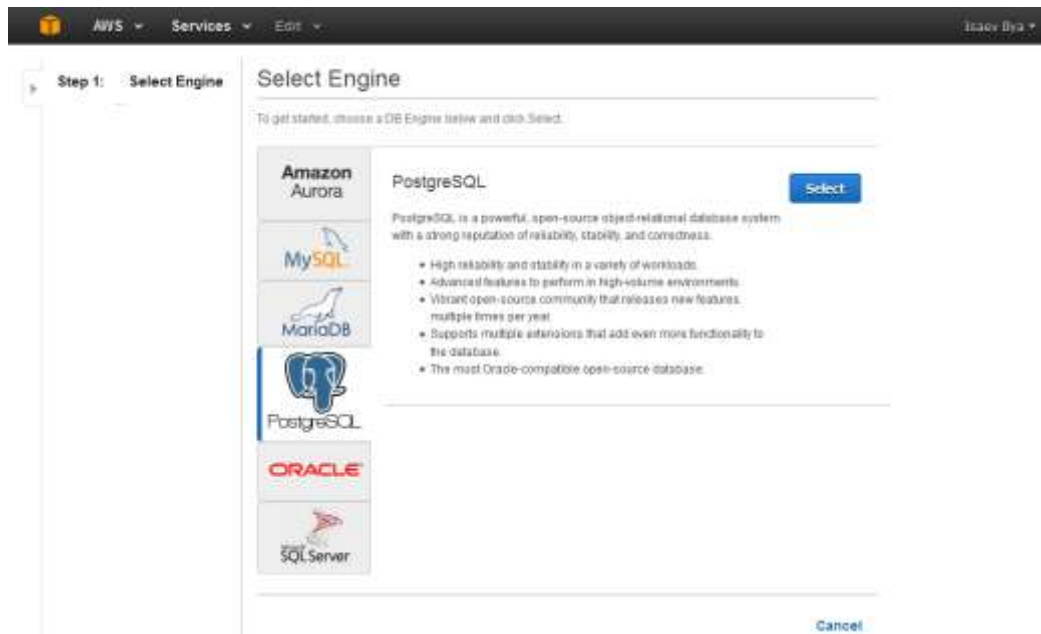 AWS Services Edit
Step 1: Select Engine
Select Engine
To get started, choose a DB Engine below and click Select.
Amazon
Aurora
MySQL
MariaDB
PostgreSQL
ORACLE
SQL Server
PostgreSQL
Select
PostgreSQL is a powerful, open-source object-relational database system
with a strong reputation of reliability, stability, and correctness.
High reliability and stability in a variety of workloads.
Advanced features to perform in high-volume environments.
Vibrant open-source community that releases new features
multiple times per year.
Supports multiple extensions that add even more functionality to
the database.
The most Oracle-compatible open-source database.
Cancel